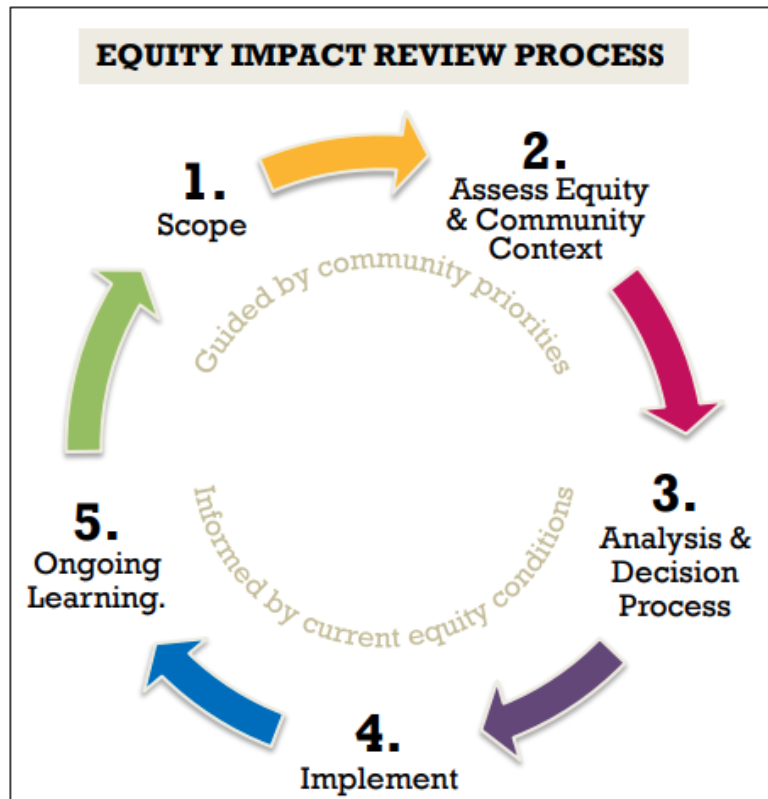 EQUITY IMPACT REVIEW PROCESS
1.
Scope
2.
Assess Equity
& Community
Context
Guided by community priorities
3.
Analysis &
Decision
Process
Informed by current equity conditions
4.
Implement
5.
Ongoing
Learning.